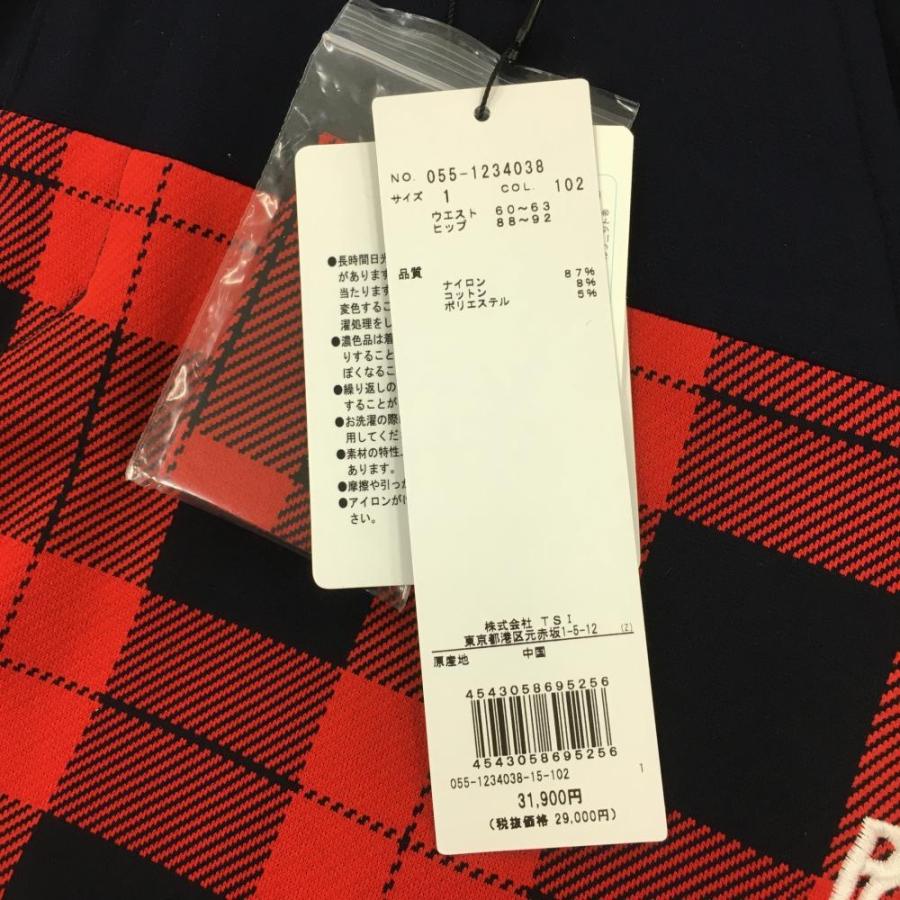 NO. 055-1234038
サイズ 1 COL. 102
ウエスト 60～63
ヒップ 88～92
品質
ナイロン 87%
コットン 8%
ポリエステル 5%
株式会社 TSI
東京都港区元赤坂1-5-12 (Z)
原産地 中国
4543058695256
4543058695256
055-1234038-15-102 1
31,900円
(税抜価格 29,000円)
●長時間日光
があります
当たります
変色するこ
濯処理をし
●濃色品は着
りすること
ぽくなるこ
●繰り返しの
することが
●お洗濯の際
用してくだ
●素材の特性
あります。
●摩擦や引っか
●アイロンがけ
さい。